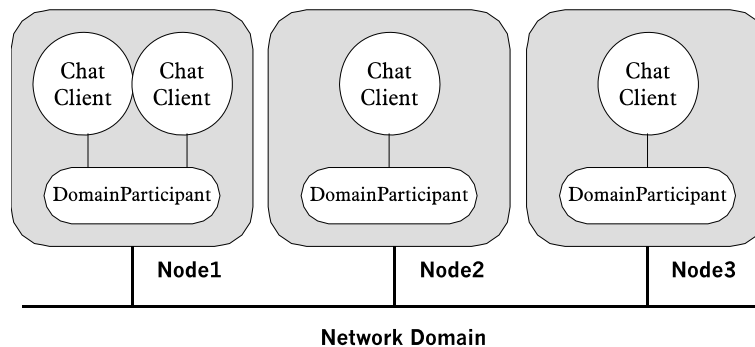 Chat
Client
Chat
Client
DomainParticipant
Node1
Chat
Client
DomainParticipant
Node2
Chat
Client
DomainParticipant
Node3
Network Domain